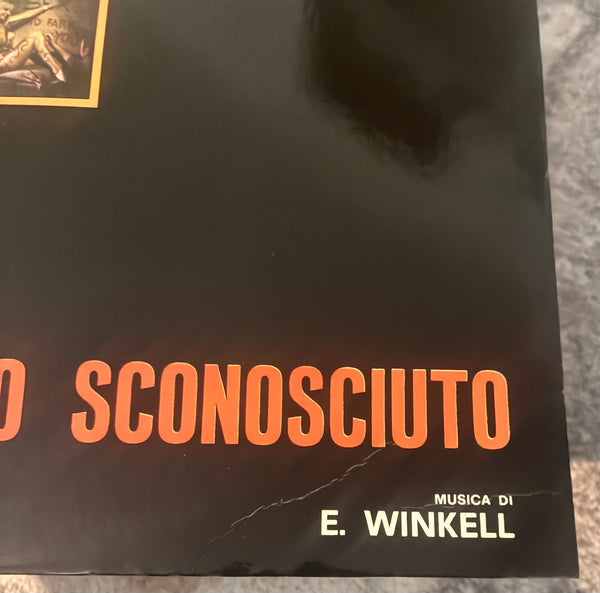 O SCONOSCIUTO
MUSICA DI
E. WINKELL